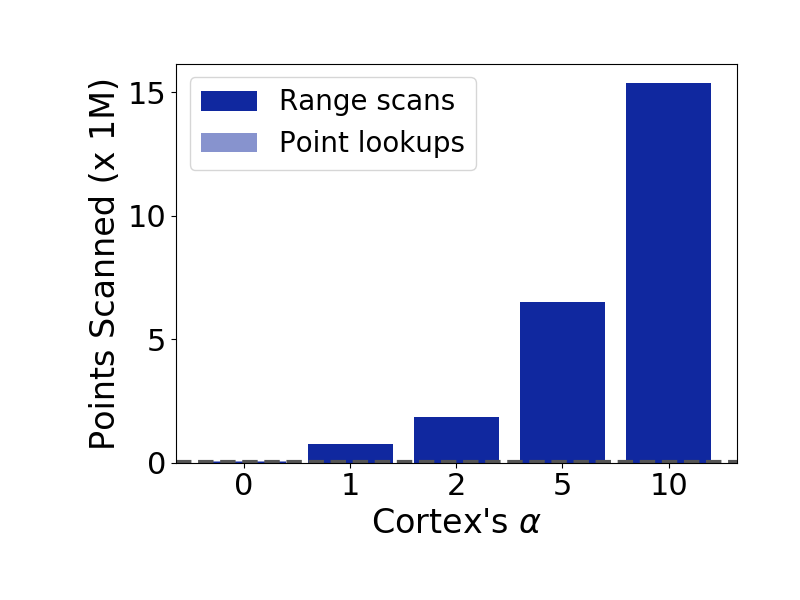 Range scans
Point lookups
Points Scanned (x 1M)
15
10
5
0
0 1 2 5 10
Cortex's α